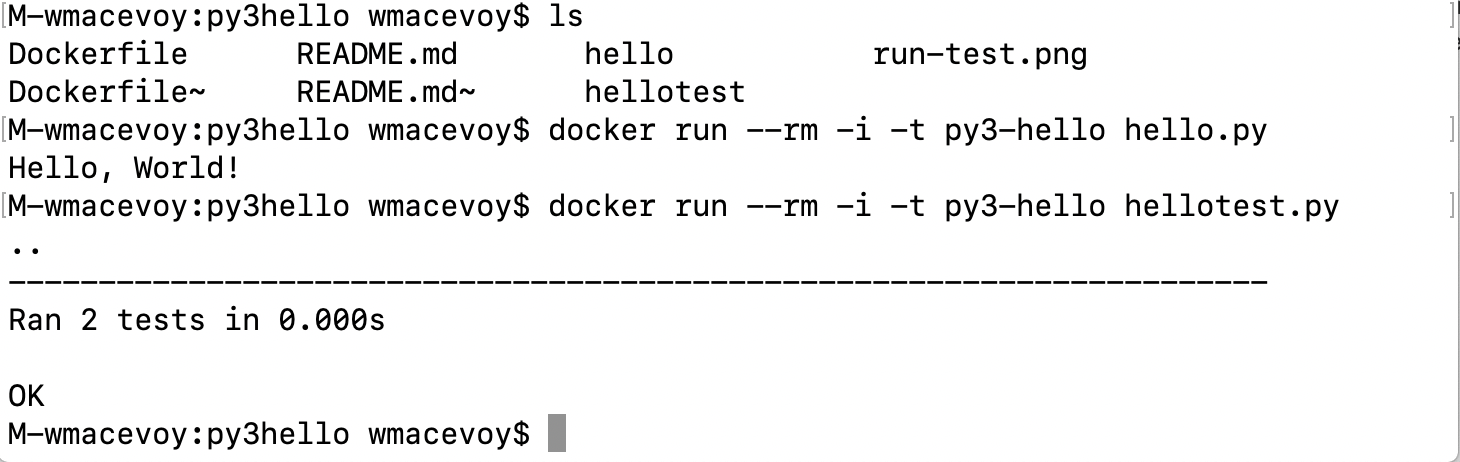 [M-wmacevoy:py3hello wmacevoy$ ls ]
Dockerfile README.md hello run-test.png
Dockerfile~ README.md~ hellotest
[M-wmacevoy:py3hello wmacevoy$ docker run --rm -i -t py3-hello hello.py ]
Hello, World!
[M-wmacevoy:py3hello wmacevoy$ docker run --rm -i -t py3-hello hellotest.py ]
..
----------------------------------------------------------------------
Ran 2 tests in 0.000s
OK
M-wmacevoy:py3hello wmacevoy$